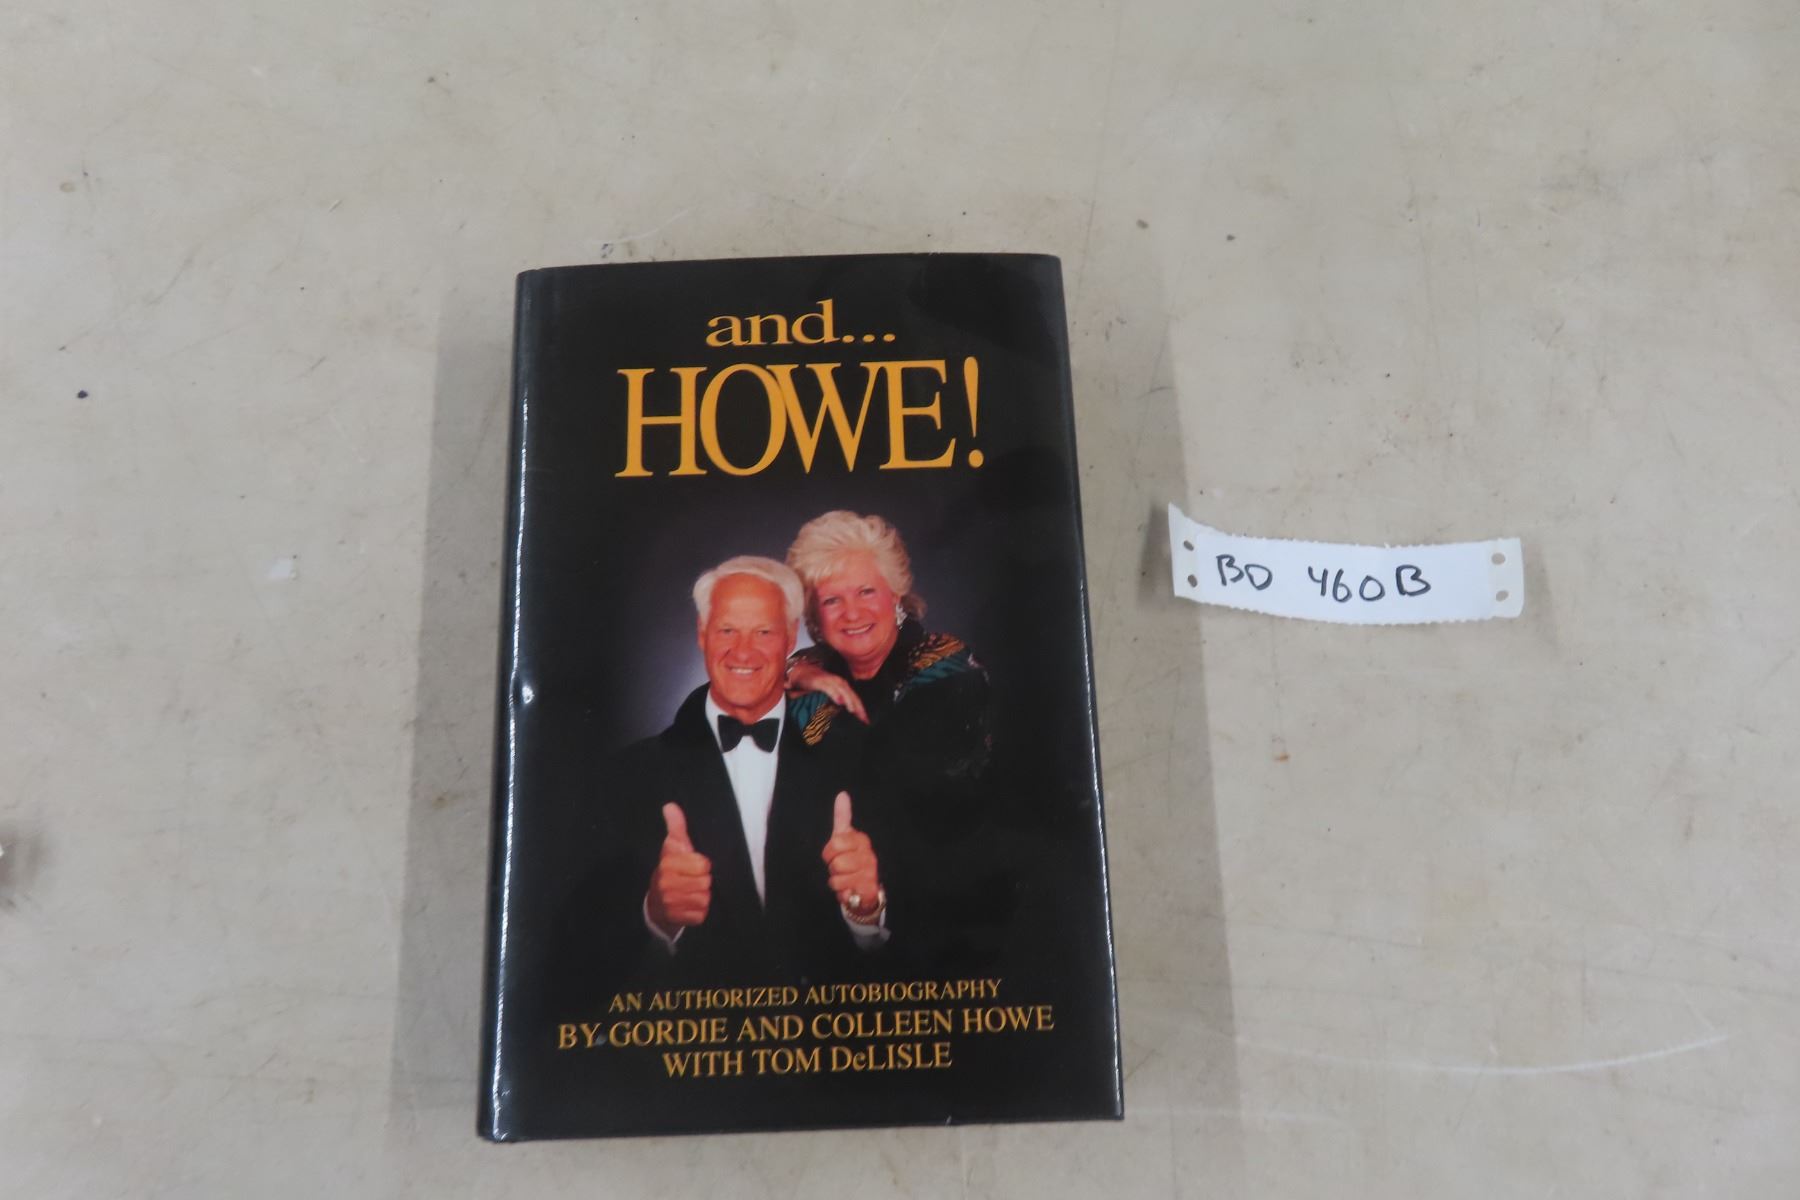 and...
HOWE!
AN AUTHORIZED AUTOBIOGRAPHY
BY GORDIE AND COLLEEN HOWE
WITH TOM DeLISLE
BD 460B